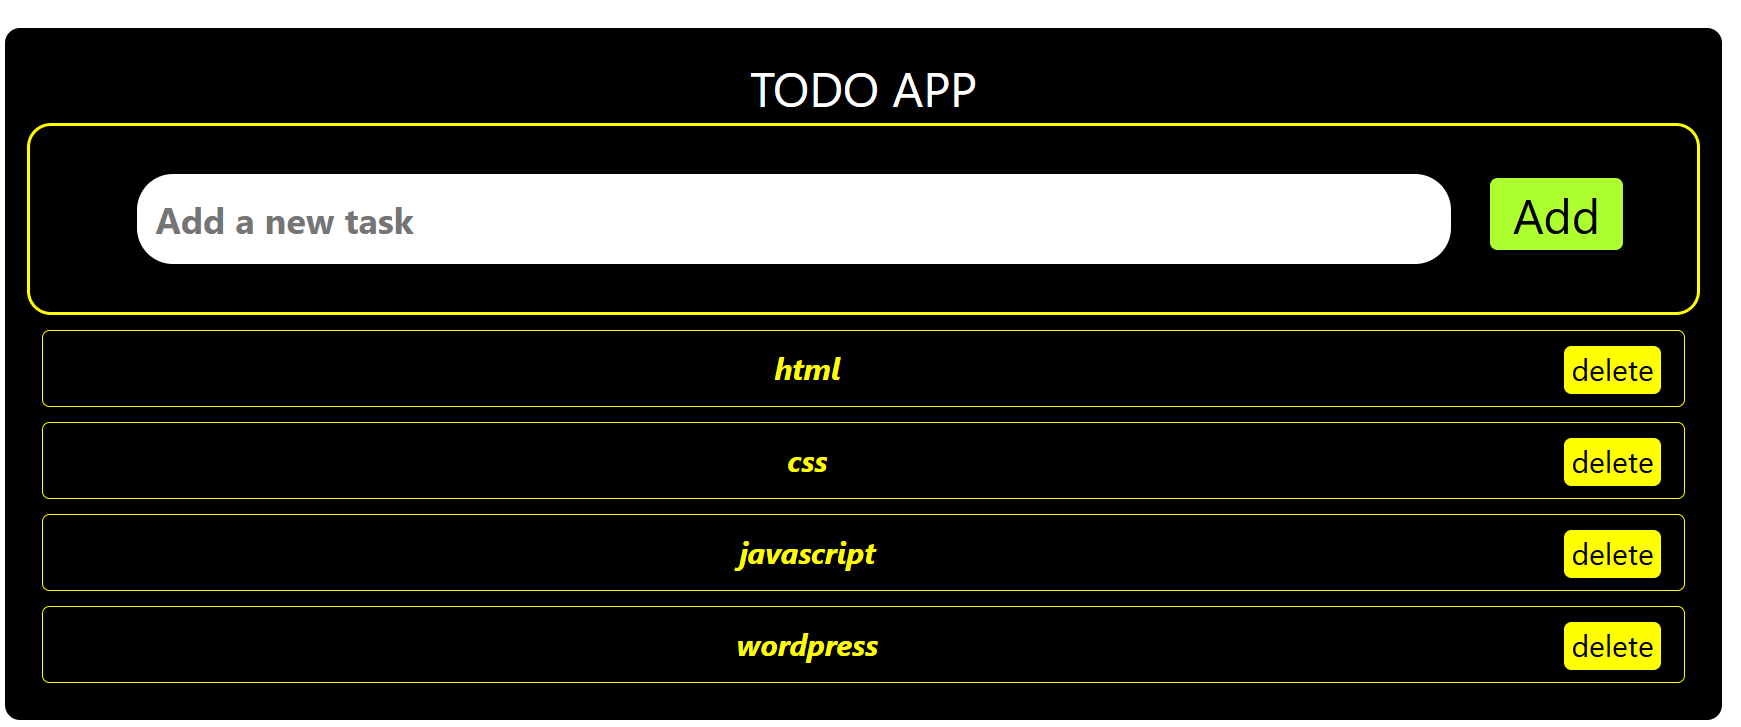 TODO APP
Add a new task Add
html delete
css delete
javascript delete
wordpress delete